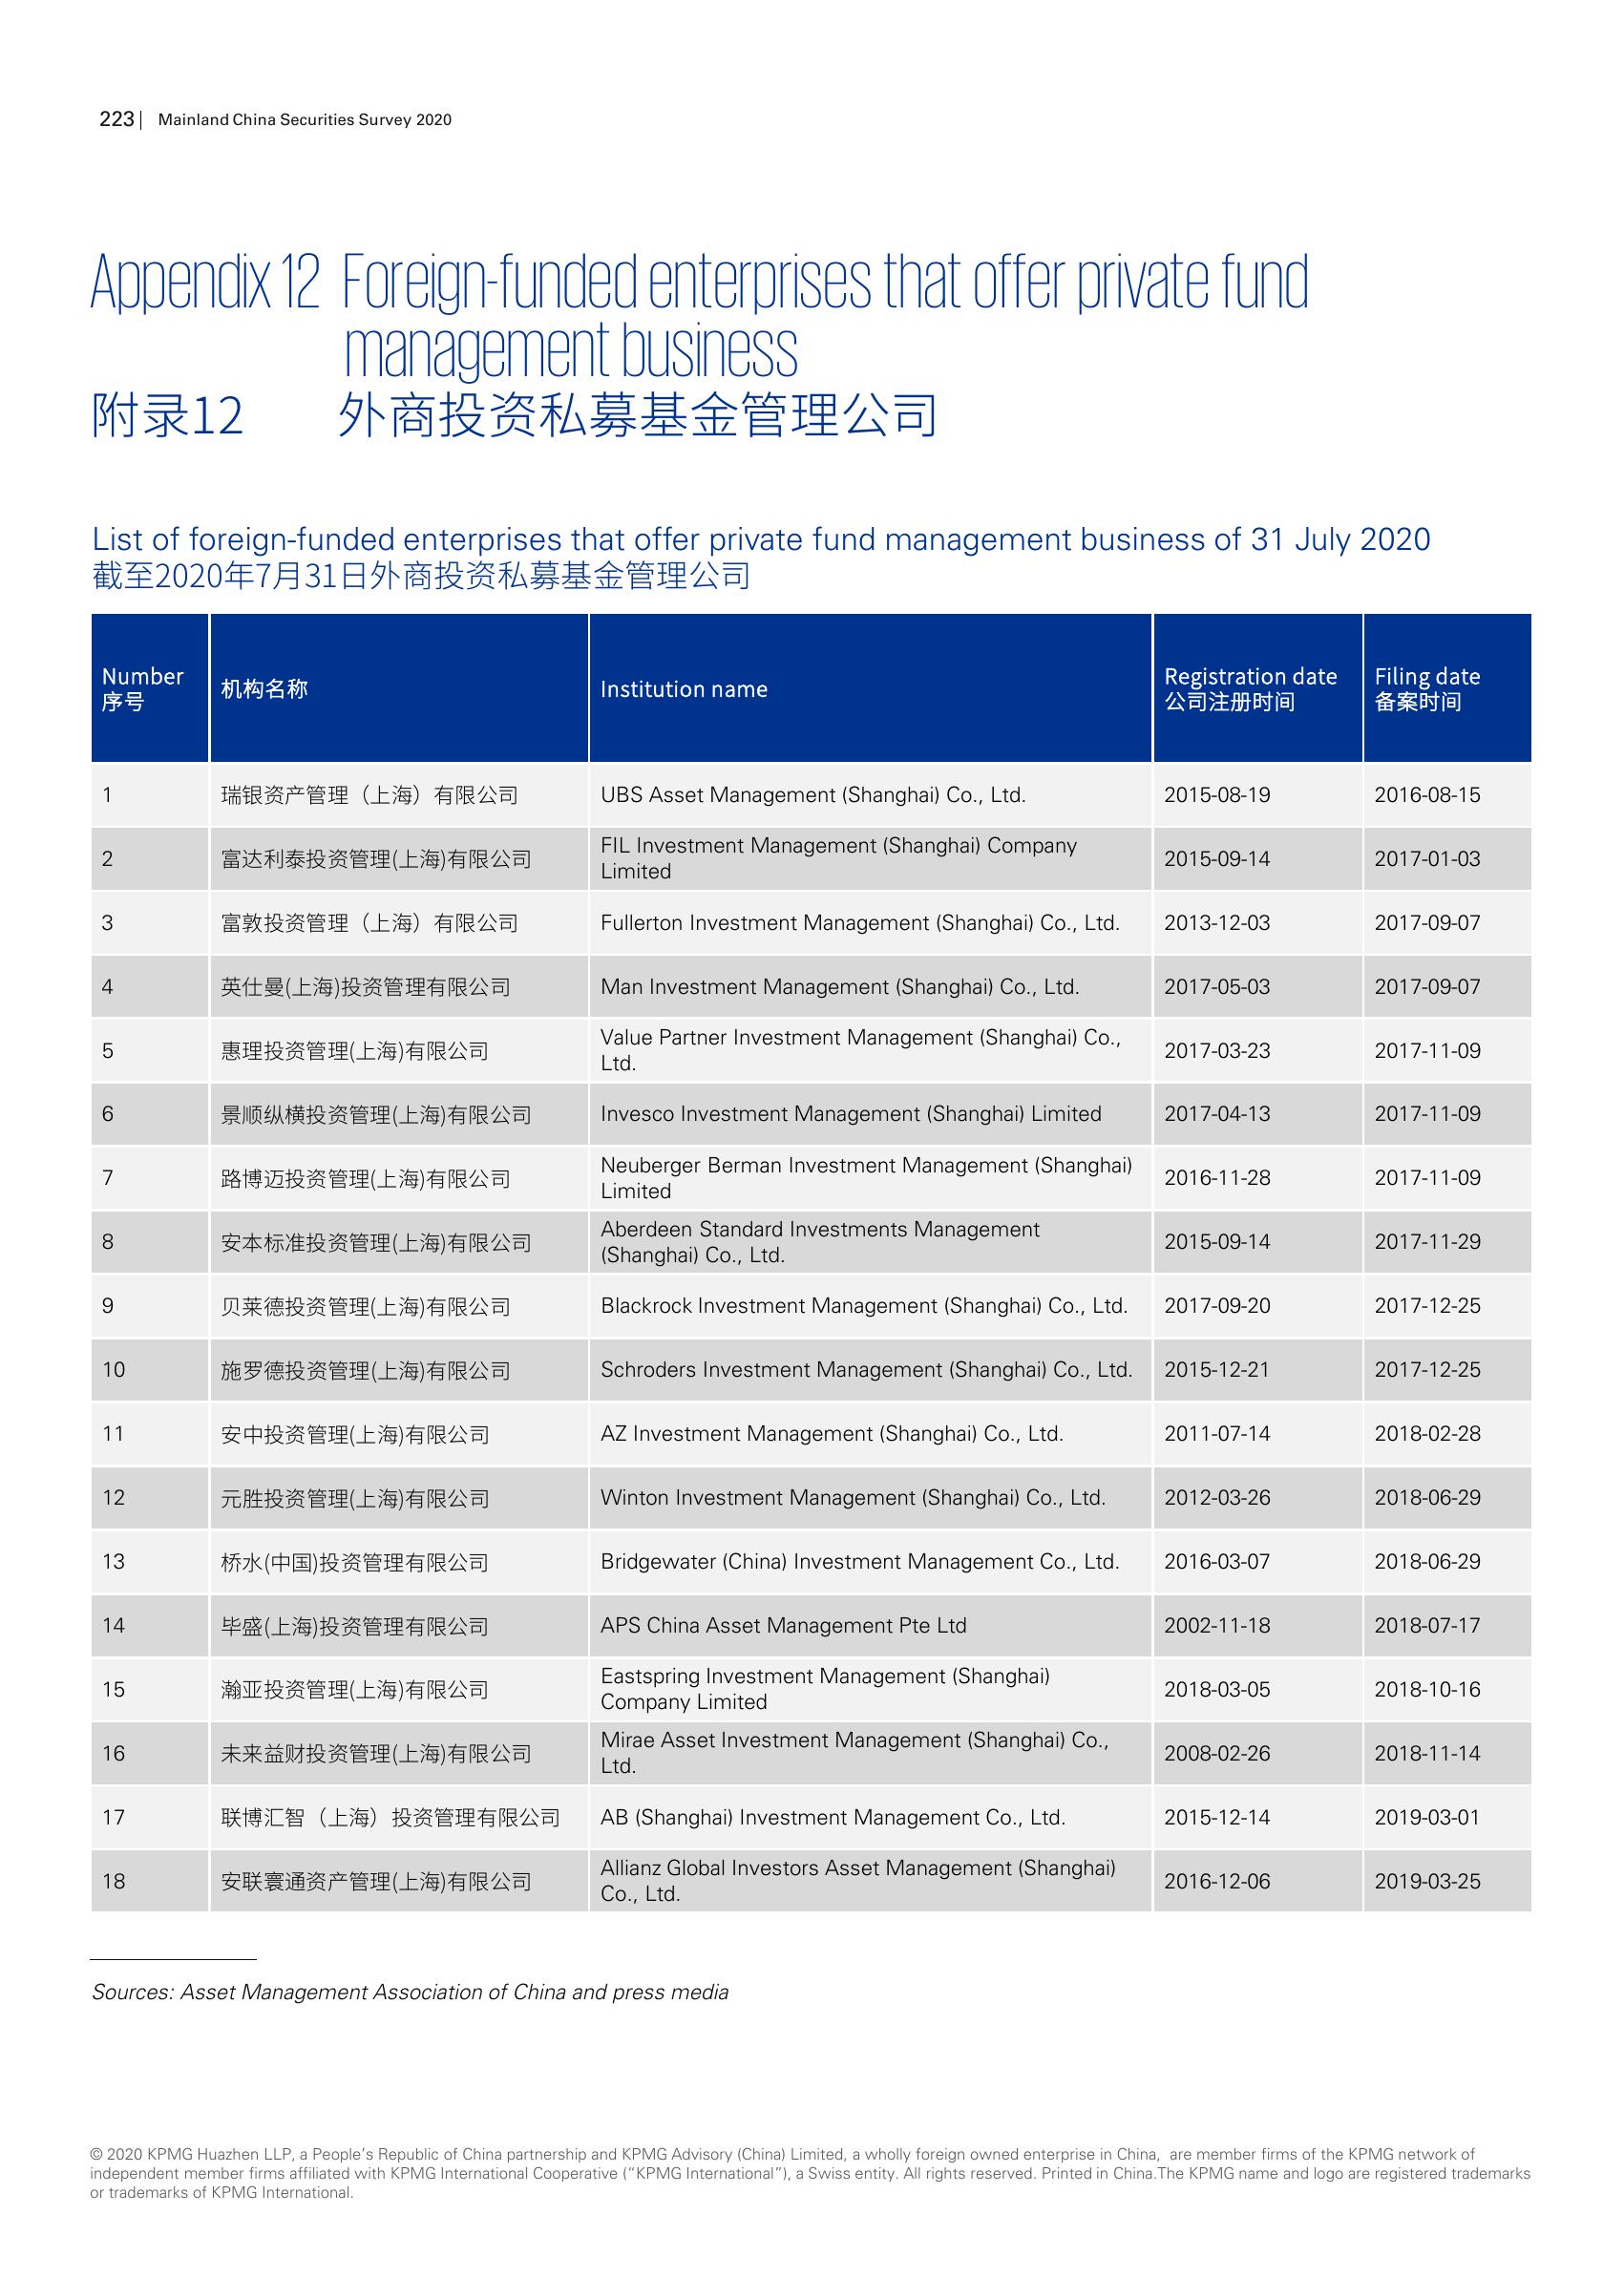 223 | Mainland China Securities Survey 2020
Appendix 12 Foreign-funded enterprises that offer private fund
management business
附录12 外商投资私募基金管理公司
List of foreign-funded enterprises that offer private fund management business of 31 July 2020
截至2020年7月31日外商投资私募基金管理公司
Number
序号
机构名称
Institution name
Registration date
公司注册时间
Filing date
备案时间
1 瑞银资产管理（上海）有限公司 UBS Asset Management (Shanghai) Co., Ltd. 2015-08-19 2016-08-15
2 富达利泰投资管理(上海)有限公司 FIL Investment Management (Shanghai) Company
Limited 2015-09-14 2017-01-03
3 富敦投资管理（上海）有限公司 Fullerton Investment Management (Shanghai) Co., Ltd. 2013-12-03 2017-09-07
4 英仕曼(上海)投资管理有限公司 Man Investment Management (Shanghai) Co., Ltd. 2017-05-03 2017-09-07
5 惠理投资管理(上海)有限公司 Value Partner Investment Management (Shanghai) Co.,
Ltd. 2017-03-23 2017-11-09
6 景顺纵横投资管理(上海)有限公司 Invesco Investment Management (Shanghai) Limited 2017-04-13 2017-11-09
7 路博迈投资管理(上海)有限公司 Neuberger Berman Investment Management (Shanghai)
Limited 2016-11-28 2017-11-09
8 安本标准投资管理(上海)有限公司 Aberdeen Standard Investments Management
(Shanghai) Co., Ltd. 2015-09-14 2017-11-29
9 贝莱德投资管理(上海)有限公司 Blackrock Investment Management (Shanghai) Co., Ltd. 2017-09-20 2017-12-25
10 施罗德投资管理(上海)有限公司 Schroders Investment Management (Shanghai) Co., Ltd. 2015-12-21 2017-12-25
11 安中投资管理(上海)有限公司 AZ Investment Management (Shanghai) Co., Ltd. 2011-07-14 2018-02-28
12 元胜投资管理(上海)有限公司 Winton Investment Management (Shanghai) Co., Ltd. 2012-03-26 2018-06-29
13 桥水(中国)投资管理有限公司 Bridgewater (China) Investment Management Co., Ltd. 2016-03-07 2018-06-29
14 毕盛(上海)投资管理有限公司 APS China Asset Management Pte Ltd 2002-11-18 2018-07-17
15 瀚亚投资管理(上海)有限公司 Eastspring Investment Management (Shanghai)
Company Limited 2018-03-05 2018-10-16
16 未来益财投资管理(上海)有限公司 Mirae Asset Investment Management (Shanghai) Co.,
Ltd. 2008-02-26 2018-11-14
17 联博汇智（上海）投资管理有限公司 AB (Shanghai) Investment Management Co., Ltd. 2015-12-14 2019-03-01
18 安联寰通资产管理(上海)有限公司 Allianz Global Investors Asset Management (Shanghai)
Co., Ltd. 2016-12-06 2019-03-25
Sources: Asset Management Association of China and press media
© 2020 KPMG Huazhen LLP, a People’s Republic of China partnership and KPMG Advisory (China) Limited, a wholly foreign owned enterprise in China, are member firms of the KPMG network of
independent member firms affiliated with KPMG International Cooperative (“KPMG International”), a Swiss entity. All rights reserved. Printed in China.The KPMG name and logo are registered trademarks
or trademarks of KPMG International.